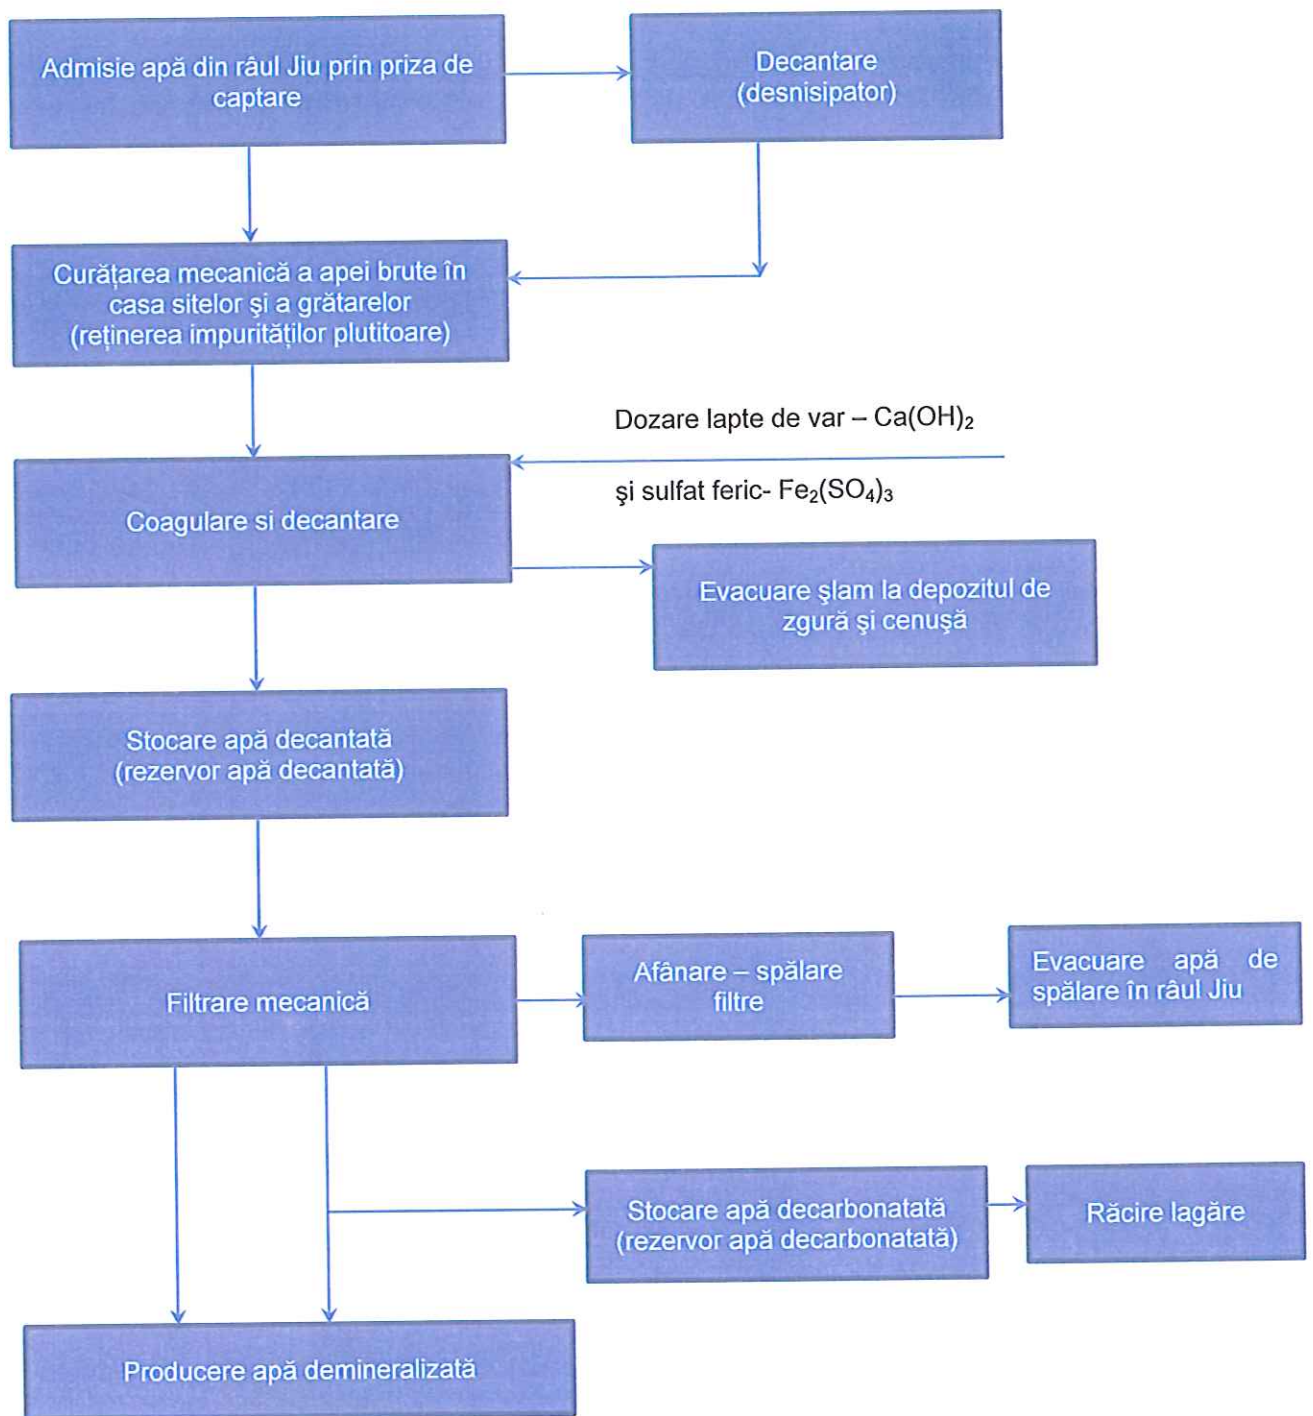 Admisie apă din râul Jiu prin priza de
captare
Decantare
(desnisipator)
Curățarea mecanică a apei brute în
casa sitelor şi a grătarelor
(reținerea impurităților plutitoare)
Dozare lapte de var – Ca(OH)₂
şi sulfat feric- Fe₂(SO₄)₃
Coagulare si decantare
Evacuare şlam la depozitul de
zgură şi cenuşă
Stocare apă decantată
(rezervor apă decantată)
Filtrare mecanică
Afânare – spălare
filtre
Evacuare apă de
spălare în râul Jiu
Stocare apă decarbonatată
(rezervor apă decarbonatată)
Răcire lagăre
Producere apă demineralizată